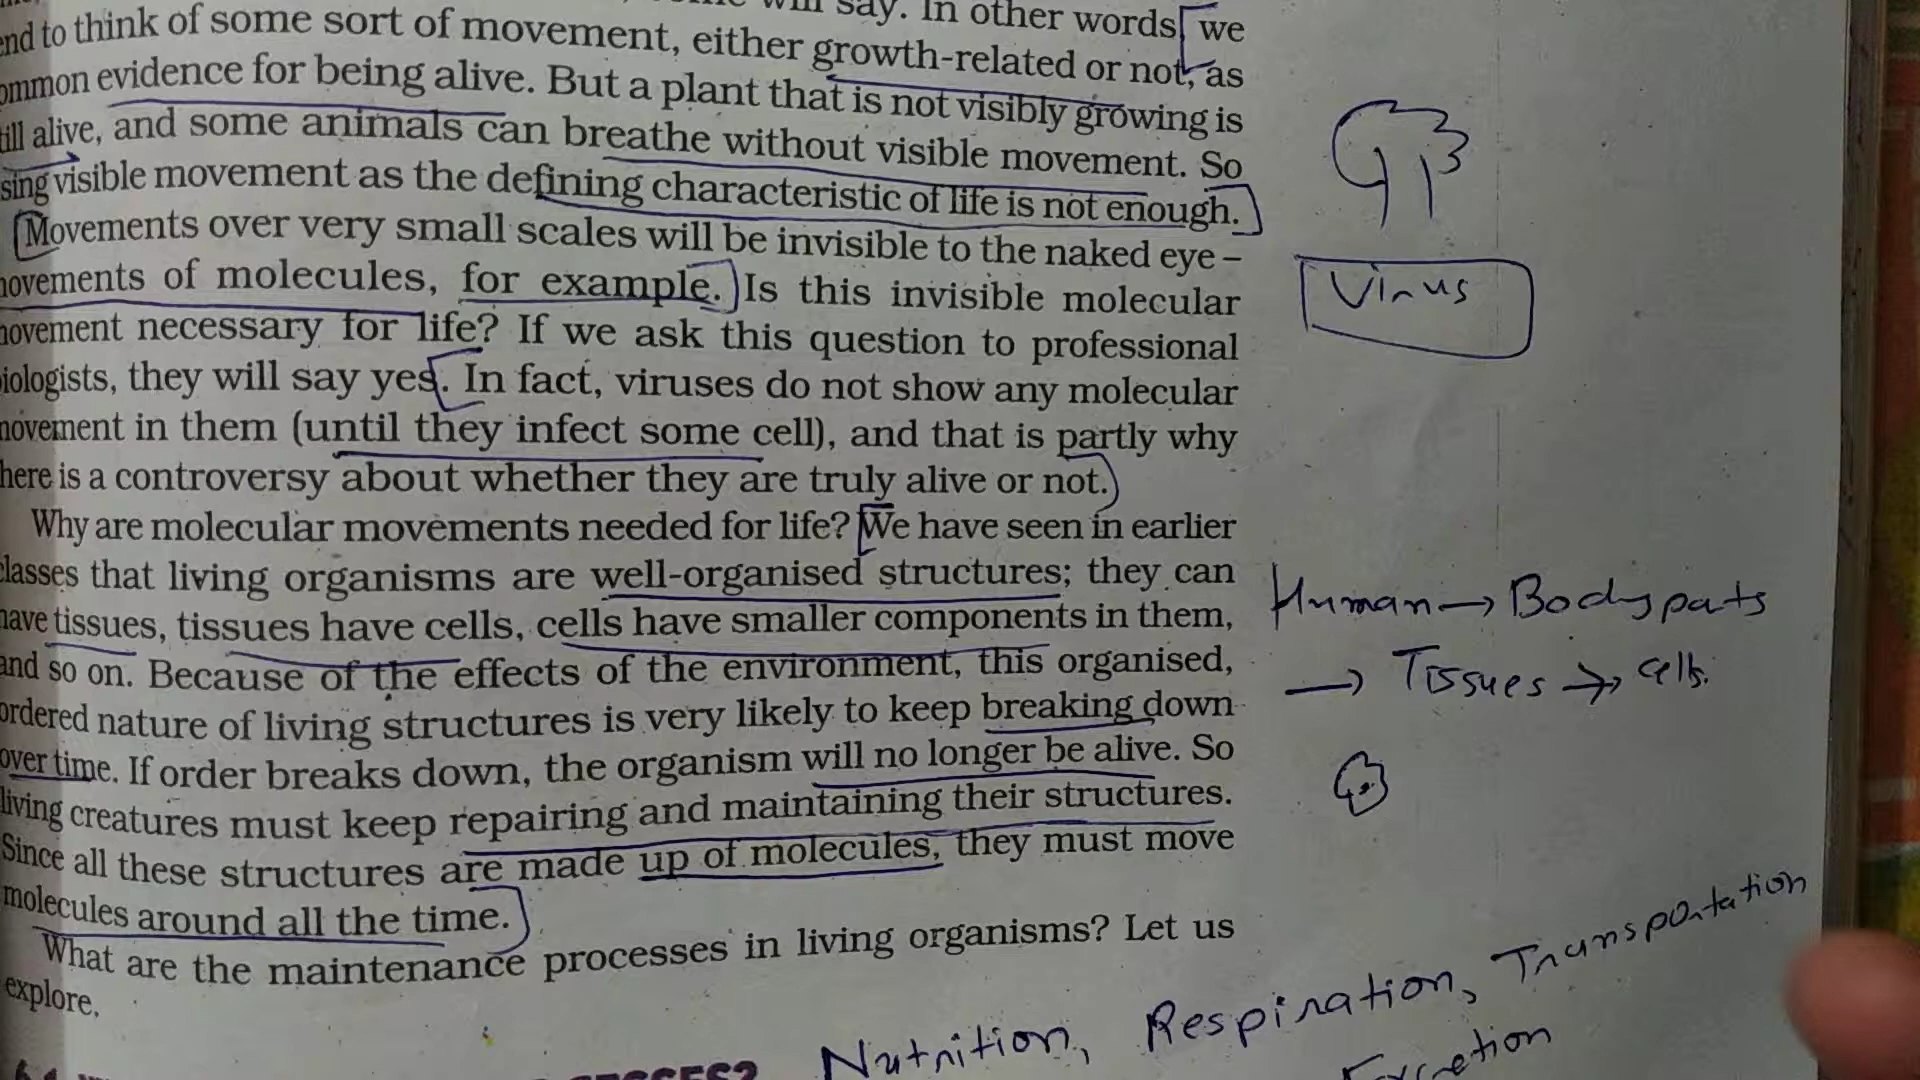 will say. In other words, we
end to think of some sort of movement, either growth-related or not, as
ommon evidence for being alive. But a plant that is not visibly growing is
till alive, and some animals can breathe without visible movement. So
sing visible movement as the defining characteristic of life is not enough.
Movements over very small scales will be invisible to the naked eye –
novements of molecules, for example. Is this invisible molecular
novement necessary for life? If we ask this question to professional
iologists, they will say yes. In fact, viruses do not show any molecular
novement in them (until they infect some cell), and that is partly why
here is a controversy about whether they are truly alive or not.
Why are molecular movements needed for life? We have seen in earlier
classes that living organisms are well-organised structures; they can
have tissues, tissues have cells, cells have smaller components in them,
and so on. Because of the effects of the environment, this organised,
ordered nature of living structures is very likely to keep breaking down
over time. If order breaks down, the organism will no longer be alive. So
living creatures must keep repairing and maintaining their structures.
Since all these structures are made up of molecules, they must move
molecules around all the time.
What are the maintenance processes in living organisms? Let us
explore.
Virus
Human → Body parts
→ Tissues → cells.
Nutrition, Respiration, Transportation
Excretion